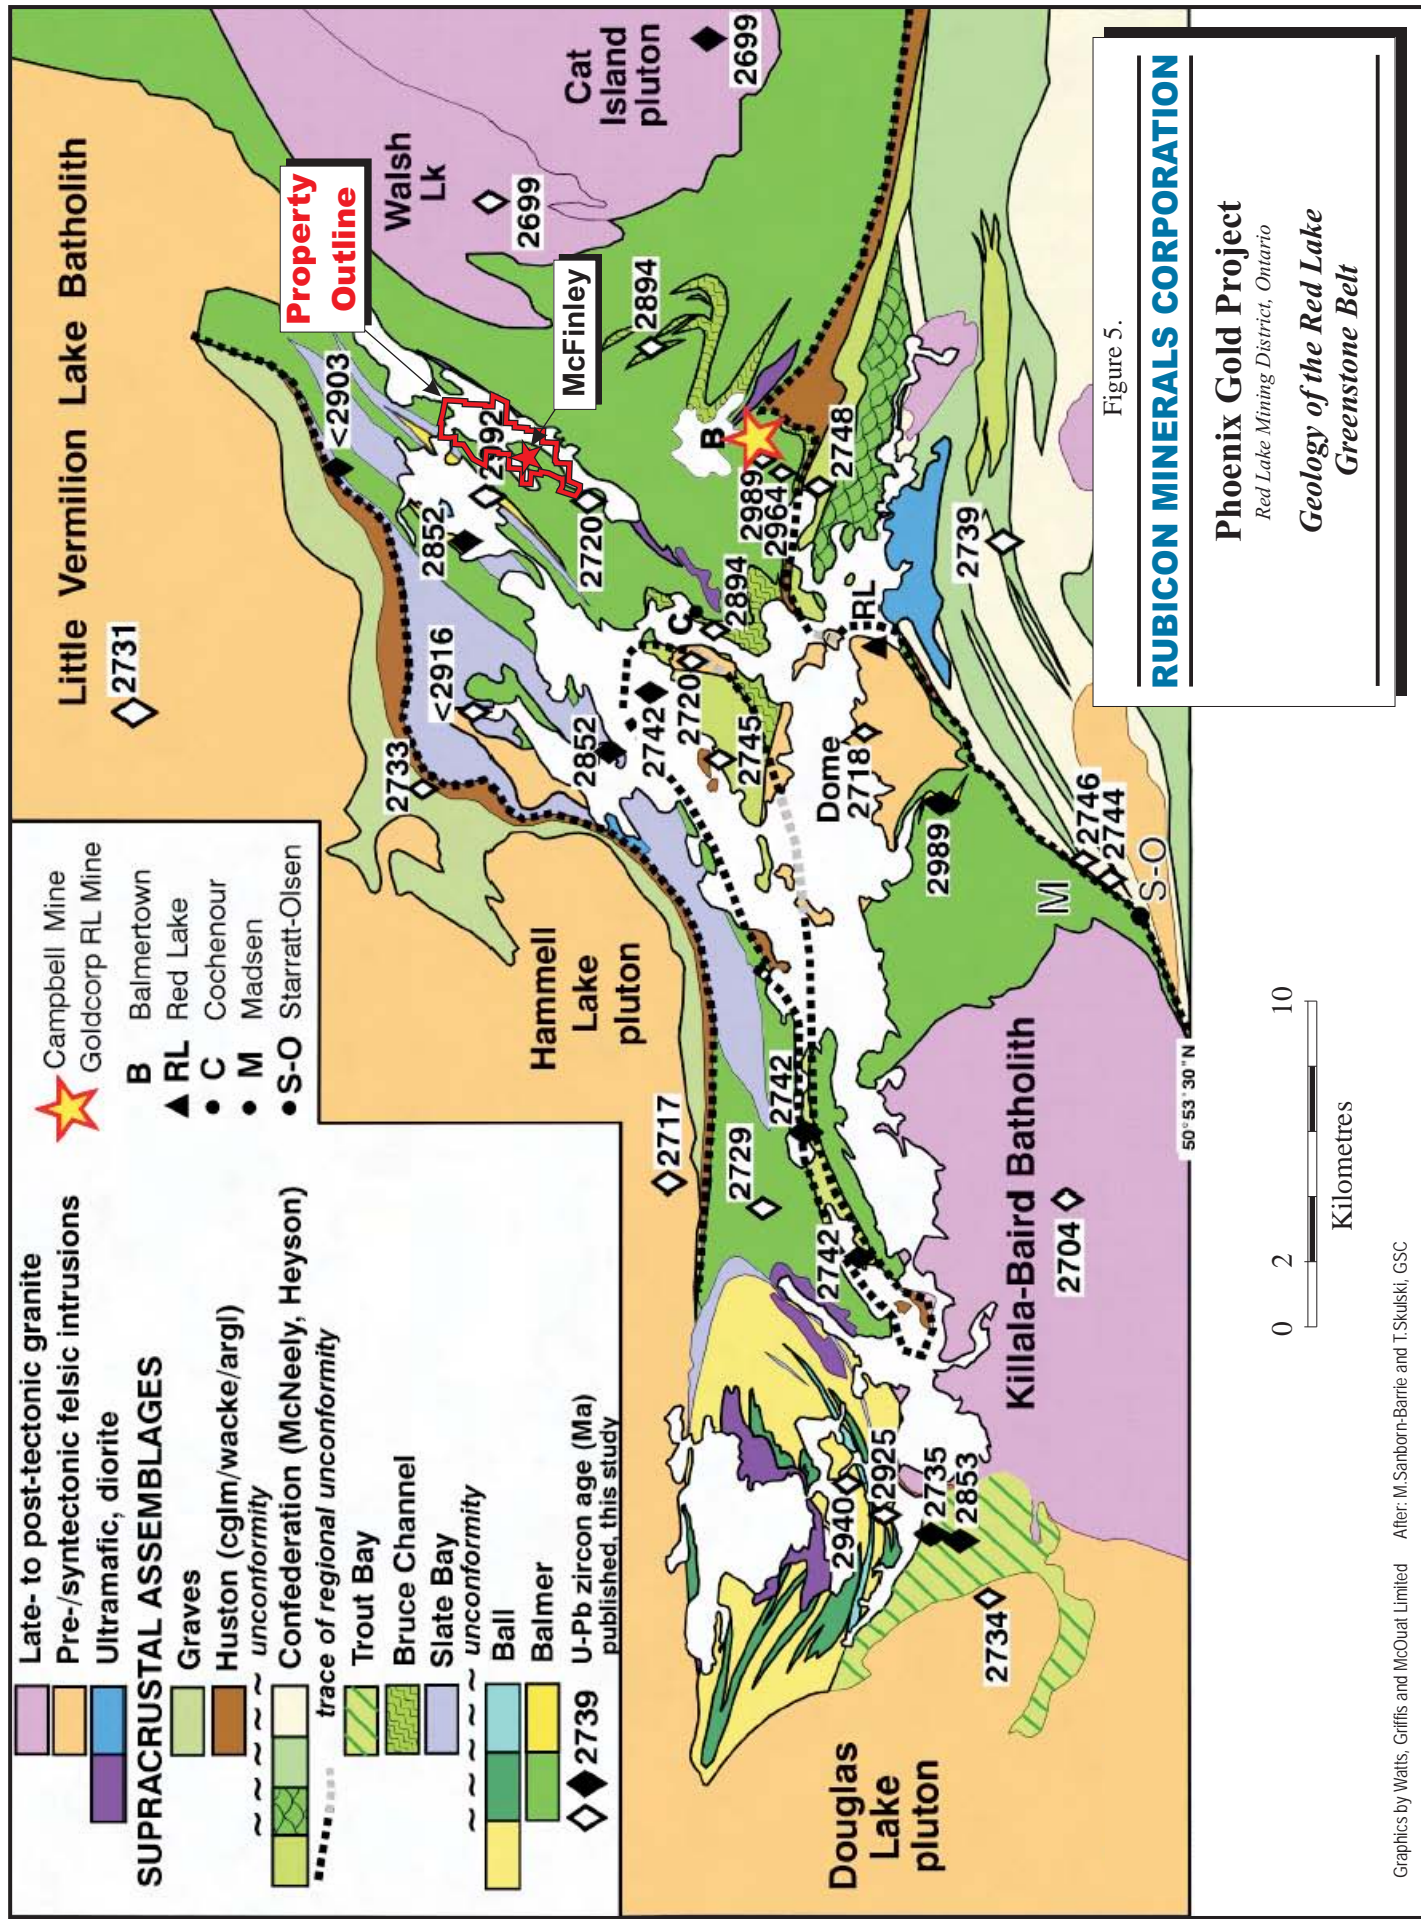 Late- to post-tectonic granite
Pre-/syntectonic felsic intrusions
Ultramafic, diorite
SUPRACRUSTAL ASSEMBLAGES
Graves
Huston (cglm/wacke/argl)
unconformity
Confederation (McNeely, Heyson)
trace of regional unconformity
Trout Bay
Bruce Channel
Slate Bay
unconformity
Ball
Balmer
2739 U-Pb zircon age (Ma)
published, this study
Campbell Mine
Goldcorp RL Mine
B Balmertown
RL Red Lake
C Cochenour
M Madsen
S-O Starratt-Olsen
Little Vermilion Lake Batholith
2731
Property
Outline
Walsh
Lk
Cat
Island
pluton
2699
2699
<2903
McFinley
2894
2992
2852
2720
B
2989
2964
2748
<2916
2733
2852
2742
2720
2745
C
2894
RL
2739
Dome
2718
2989
M
2746
2744
S-O
Hammell
Lake
pluton
2717
2729
2742
2742
Killala-Baird Batholith
2704
2940
2925
2735
2853
2734
Douglas
Lake
pluton
50°53'30"N
0 2 10
Kilometres
Figure 5.
RUBICON MINERALS CORPORATION
Phoenix Gold Project
Red Lake Mining District, Ontario
Geology of the Red Lake
Greenstone Belt
Graphics by Watts, Griffis and McOuat Limited After: M.Sanborn-Barrie and T.Skulski, GSC